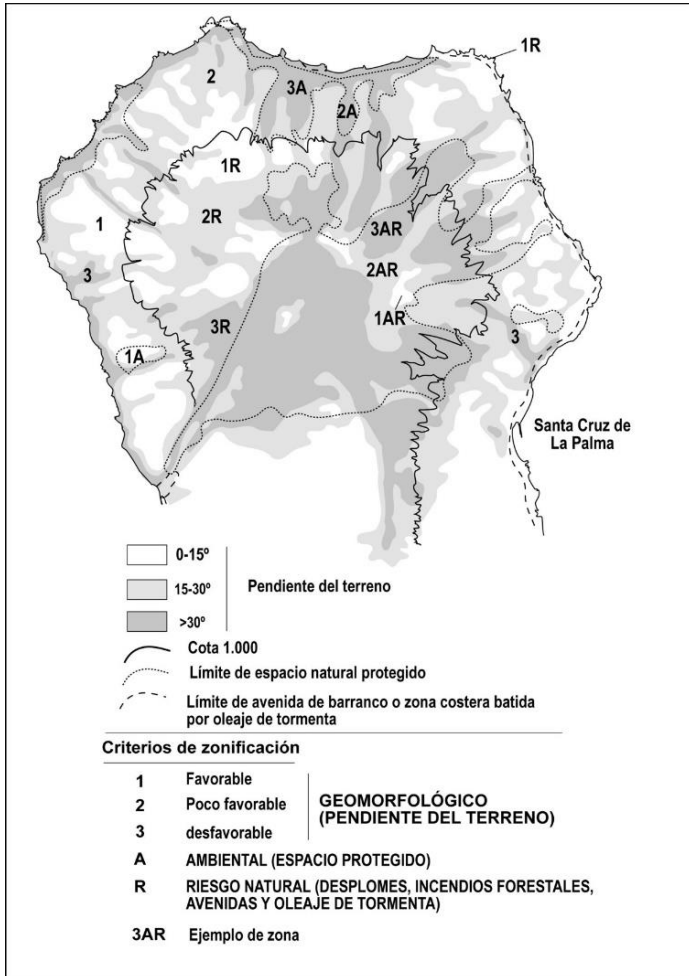 1R
2
3A
2A
1R
2R
1
3AR
3
2AR
1AR
3R
3
1A
Santa Cruz de
La Palma
0-15º
15-30º
>30º
Pendiente del terreno
Cota 1.000
Límite de espacio natural protegido
Límite de avenida de barranco o zona costera batida
por oleaje de tormenta
Criterios de zonificación
1 Favorable
2 Poco favorable
3 desfavorable
GEOMORFOLÓGICO
(PENDIENTE DEL TERRENO)
A AMBIENTAL (ESPACIO PROTEGIDO)
R RIESGO NATURAL (DESPLOMES, INCENDIOS FORESTALES,
AVENIDAS Y OLEAJE DE TORMENTA)
3AR Ejemplo de zona